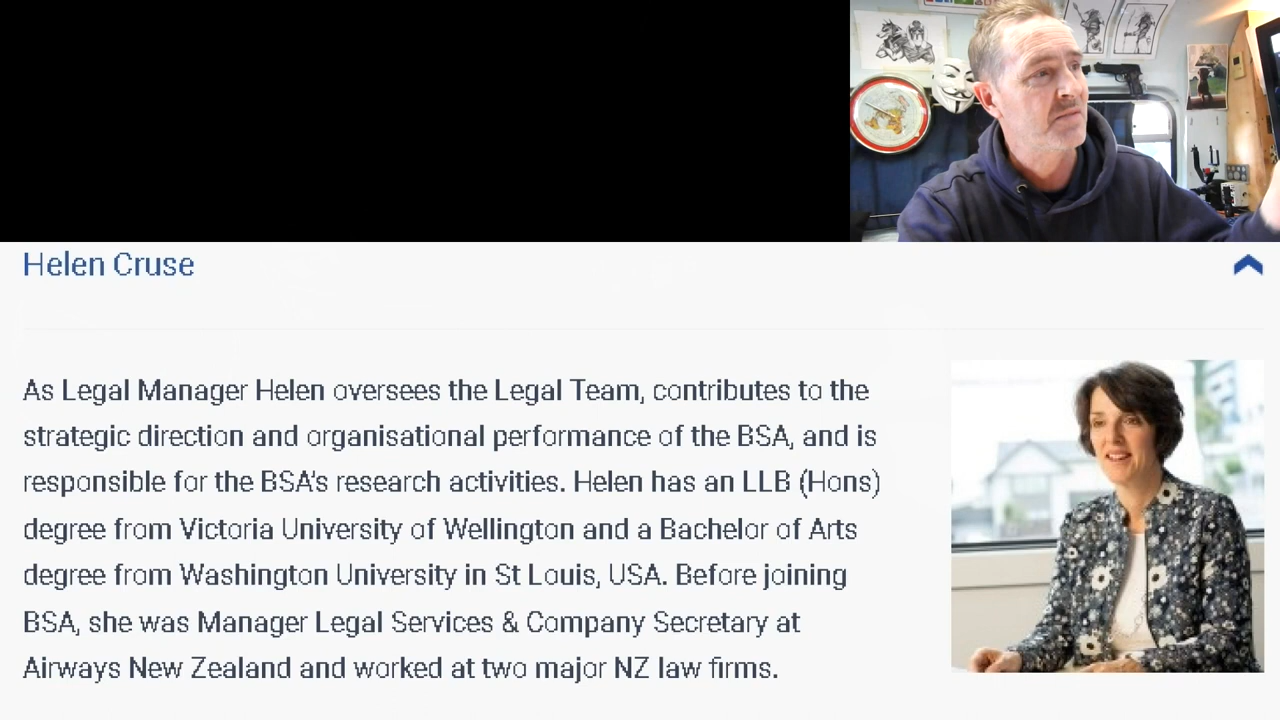 Helen Cruse
As Legal Manager Helen oversees the Legal Team, contributes to the
strategic direction and organisational performance of the BSA, and is
responsible for the BSA's research activities. Helen has an LLB (Hons)
degree from Victoria University of Wellington and a Bachelor of Arts
degree from Washington University in St Louis, USA. Before joining
BSA, she was Manager Legal Services & Company Secretary at
Airways New Zealand and worked at two major NZ law firms.